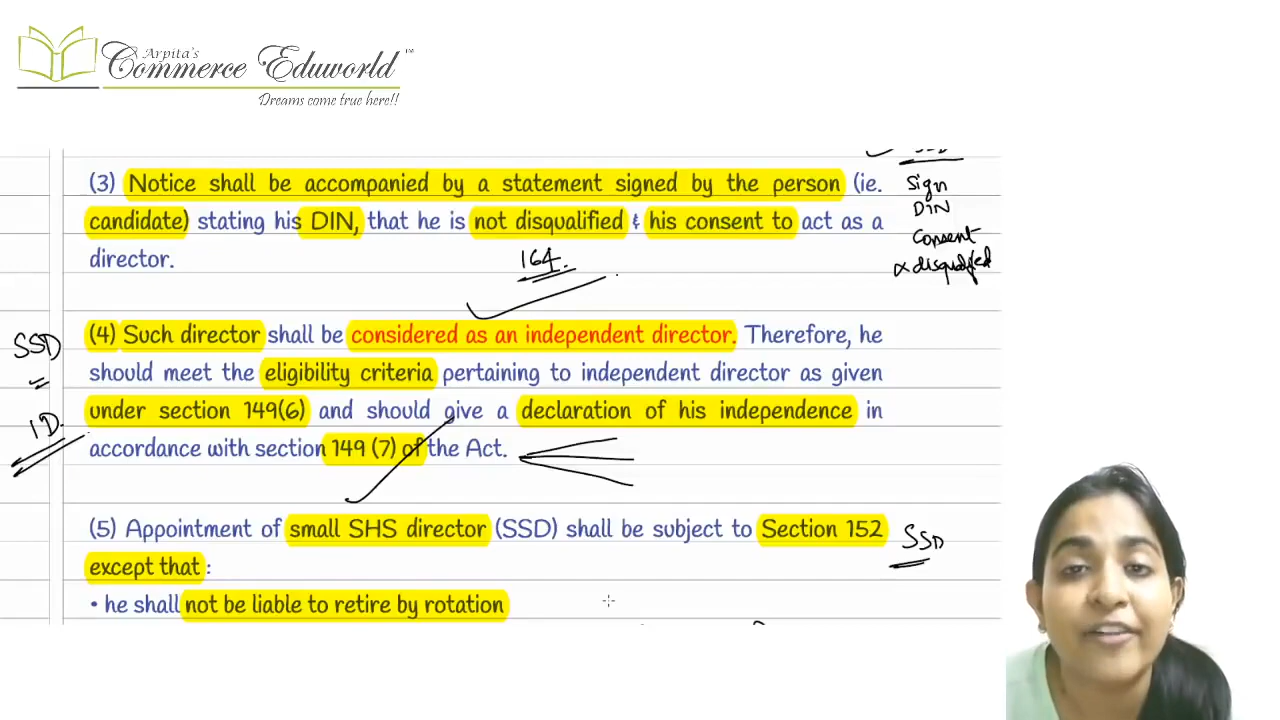 Arpita's
Commerce Eduworld™
Dreams come true here!!
(3) Notice shall be accompanied by a statement signed by the person (ie.
candidate) stating his DIN, that he is not disqualified & his consent to act as a
director.
164
Sign
DIN
Consent
disqualified
SSD
ID
(4) Such director shall be considered as an independent director. Therefore, he
should meet the eligibility criteria pertaining to independent director as given
under section 149(6) and should give a declaration of his independence in
accordance with section 149 (7) of the Act.
(5) Appointment of small SHS director (SSD) shall be subject to Section 152
except that :
SSD
• he shall not be liable to retire by rotation